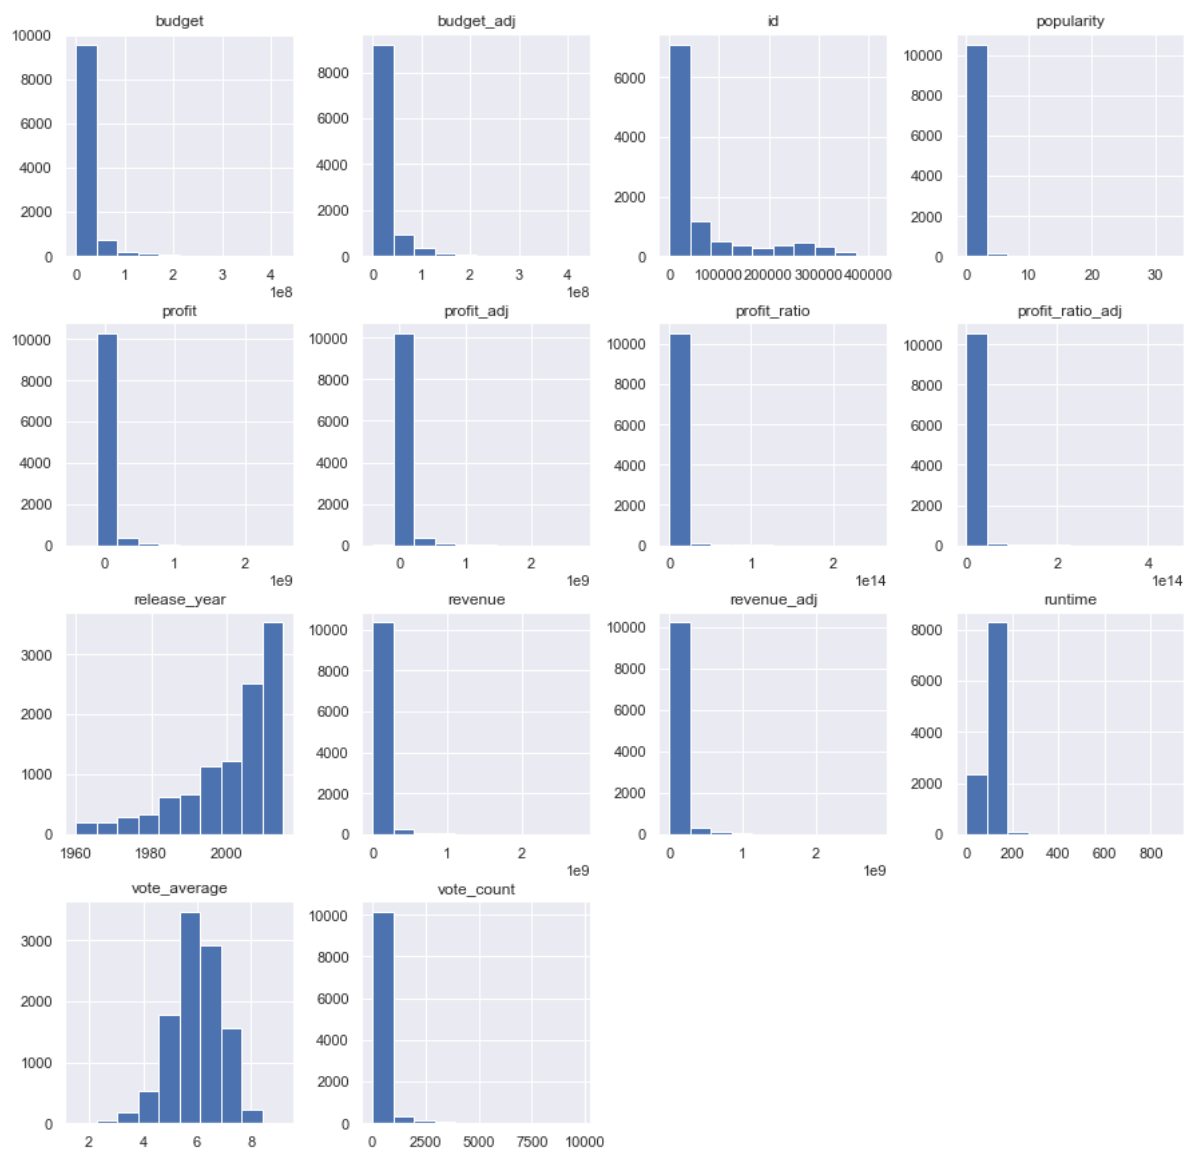 budget
10000
8000
6000
4000
2000
0
0 1 2 3 4
1e8
budget_adj
8000
6000
4000
2000
0
0 1 2 3 4
1e8
id
6000
4000
2000
0
0 100000 200000 300000 400000
popularity
10000
8000
6000
4000
2000
0
0 10 20 30
profit
10000
8000
6000
4000
2000
0
0 1 2
1e9
profit_adj
10000
8000
6000
4000
2000
0
0 1 2
1e9
profit_ratio
10000
8000
6000
4000
2000
0
0 1 2
1e14
profit_ratio_adj
10000
8000
6000
4000
2000
0
0 2 4
1e14
release_year
3000
2000
1000
0
1960 1980 2000
revenue
10000
8000
6000
4000
2000
0
0 1 2
1e9
revenue_adj
10000
8000
6000
4000
2000
0
0 1 2
1e9
runtime
8000
6000
4000
2000
0
0 200 400 600 800
vote_average
3000
2000
1000
0
2 4 6 8
vote_count
10000
8000
6000
4000
2000
0
0 2500 5000 7500 10000